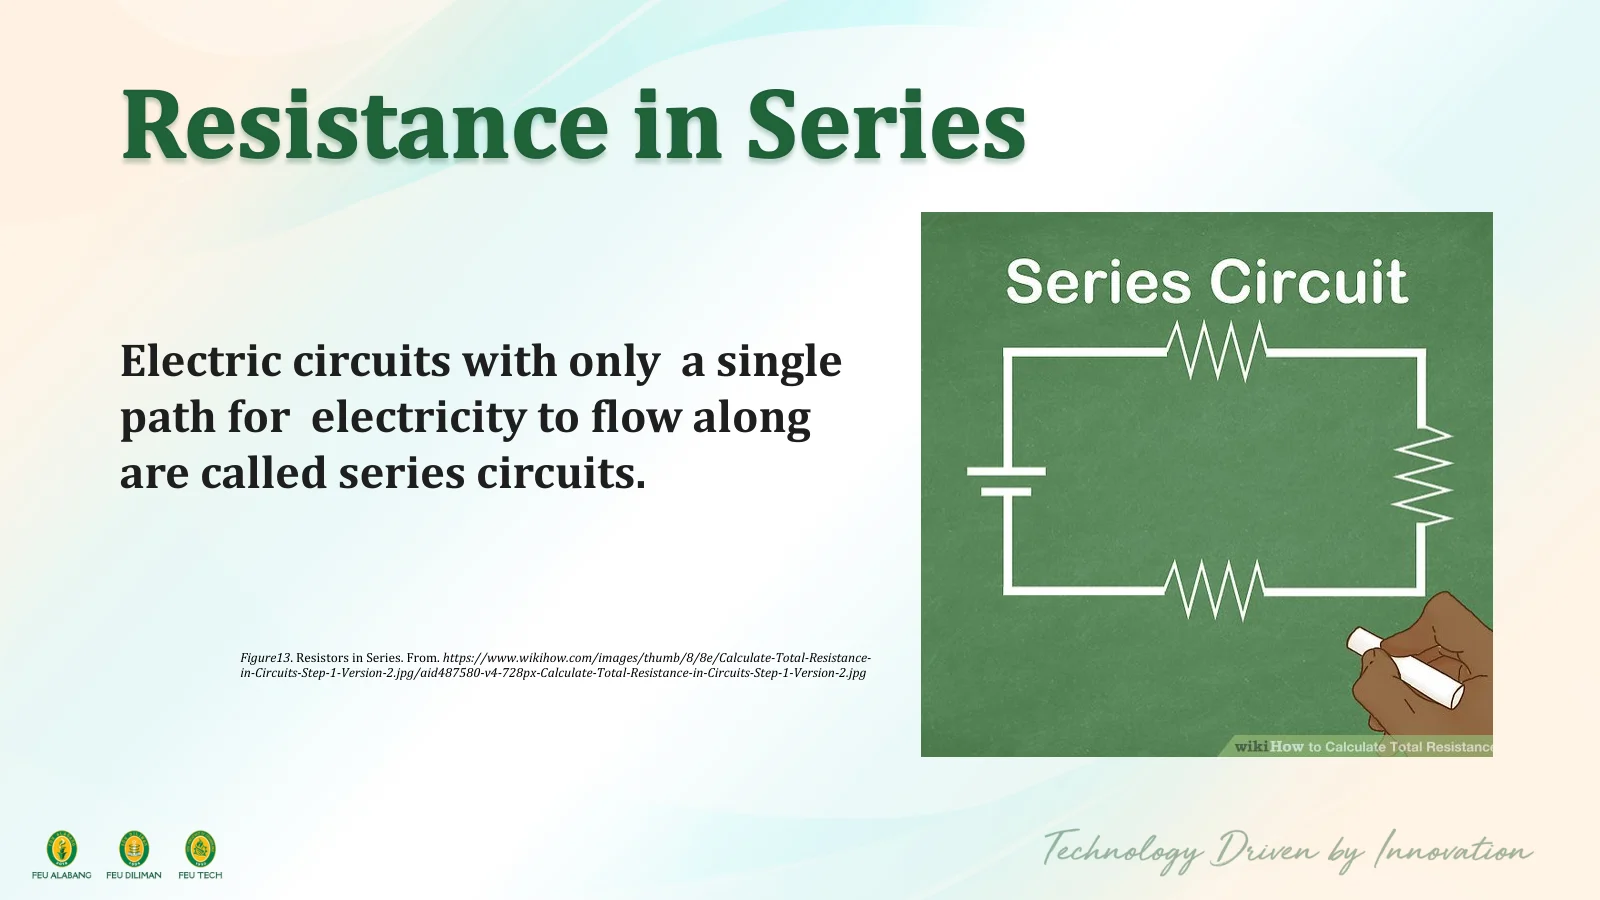 Resistance in Series
Series Circuit
Electric circuits with only  a single
path for  electricity to flow along
are called series circuits.
Figure13. Resistors in Series. From. https://www.wikihow.com/images/thumb/8/8e/Calculate-Total-Resistance-
in-Circuits-Step-1-Version-2.jpg/aid487580-v4-728px-Calculate-Total-Resistance-in-Circuits-Step-1-Version-2.jpg
wikiHow to Calculate Total Resistance
FEU ALABANG
FEU DILIMAN
FEU TECH
Technology Driven by Innovation